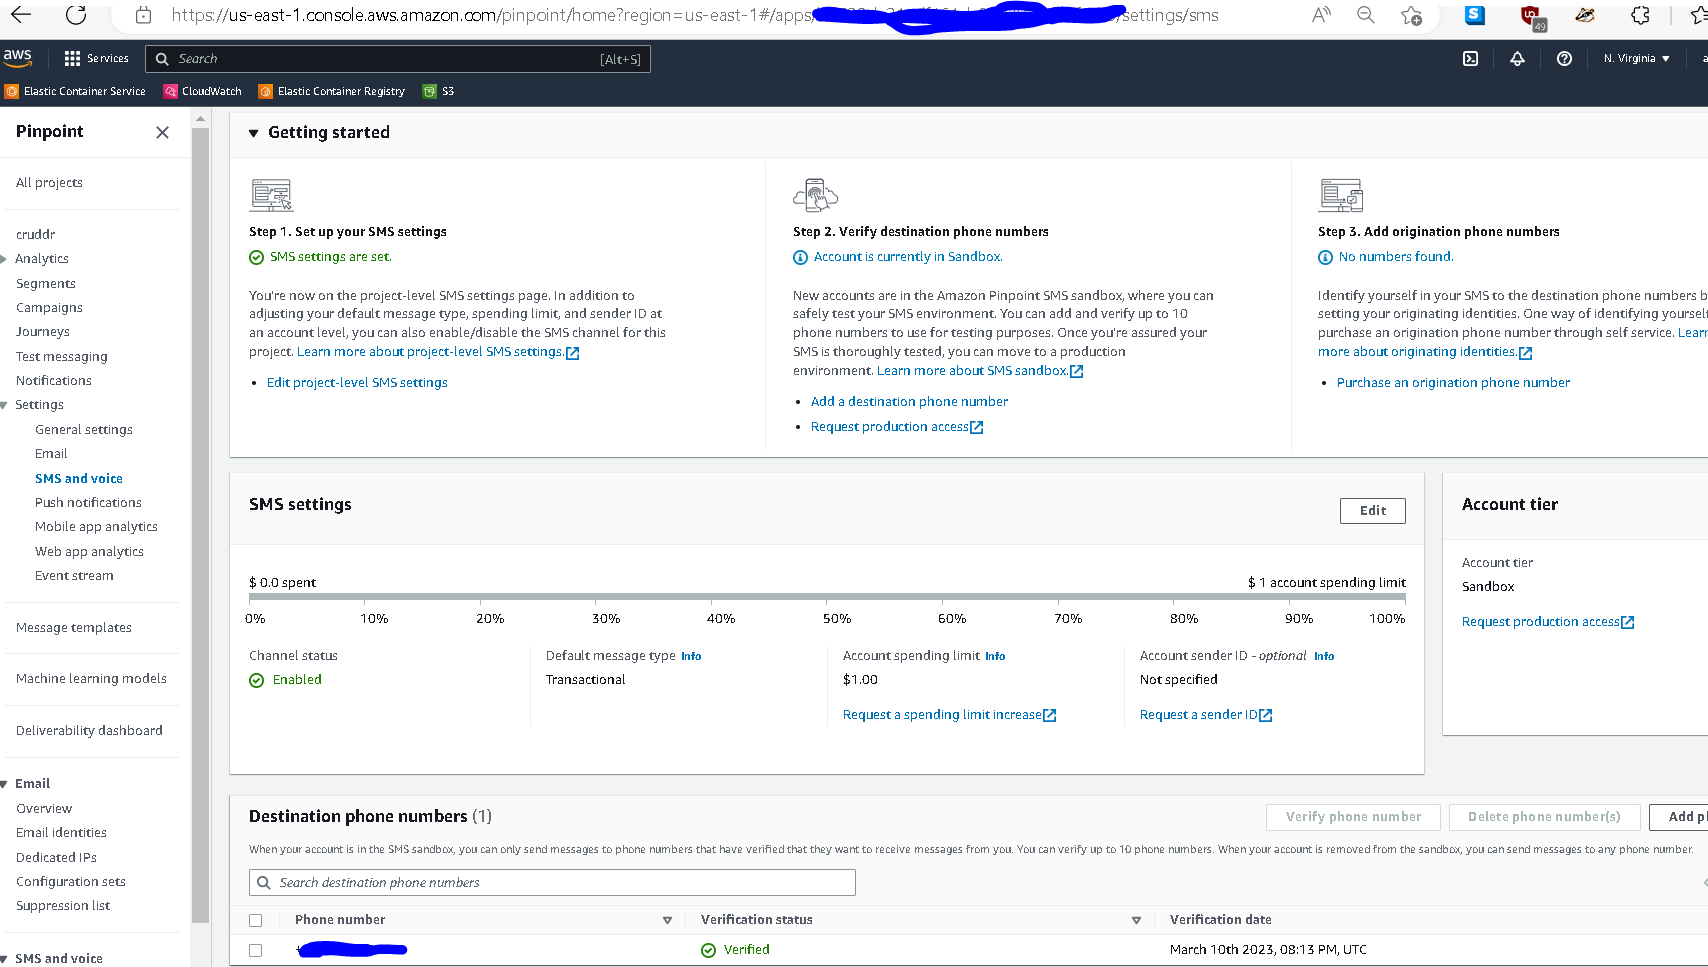 https://us-east-1.console.aws.amazon.com/pinpoint/home?region=us-east-1#/apps/
/settings/sms
49
aws
Services
Search
[Alt+S]
N. Virginia ▼
Elastic Container Service
CloudWatch
Elastic Container Registry
S3
Pinpoint
All projects
cruddr
Analytics
Segments
Campaigns
Journeys
Test messaging
Notifications
Settings
General settings
Email
SMS and voice
Push notifications
Mobile app analytics
Web app analytics
Event stream
Message templates
Machine learning models
Deliverability dashboard
Email
Overview
Email identities
Dedicated IPs
Configuration sets
Suppression list
SMS and voice
Getting started
Step 1. Set up your SMS settings
SMS settings are set.
You're now on the project-level SMS settings page. In addition to
adjusting your default message type, spending limit, and sender ID at
an account level, you can also enable/disable the SMS channel for this
project. Learn more about project-level SMS settings.
• Edit project-level SMS settings
Step 2. Verify destination phone numbers
Account is currently in Sandbox.
New accounts are in the Amazon Pinpoint SMS sandbox, where you can
safely test your SMS environment. You can add and verify up to 10
phone numbers to use for testing purposes. Once you're assured your
SMS is thoroughly tested, you can move to a production
environment. Learn more about SMS sandbox.
• Add a destination phone number
• Request production access
Step 3. Add origination phone numbers
No numbers found.
Identify yourself in your SMS to the destination phone numbers b
setting your originating identities. One way of identifying yourself
purchase an origination phone number through self service. Learn
more about originating identities.
• Purchase an origination phone number
SMS settings
Edit
$ 0.0 spent
$ 1 account spending limit
0% 10% 20% 30% 40% 50% 60% 70% 80% 90% 100%
Channel status
Enabled
Default message type Info
Transactional
Account spending limit Info
$1.00
Request a spending limit increase
Account sender ID - optional Info
Not specified
Request a sender ID
Account tier
Account tier
Sandbox
Request production access
Destination phone numbers (1)
Verify phone number
Delete phone number(s)
Add p
When your account is in the SMS sandbox, you can only send messages to phone numbers that have verified that they want to receive messages from you. You can verify up to 10 phone numbers. When your account is removed from the sandbox, you can send messages to any phone number.
Search destination phone numbers
Phone number
Verification status
Verification date
+
Verified
March 10th 2023, 08:13 PM, UTC